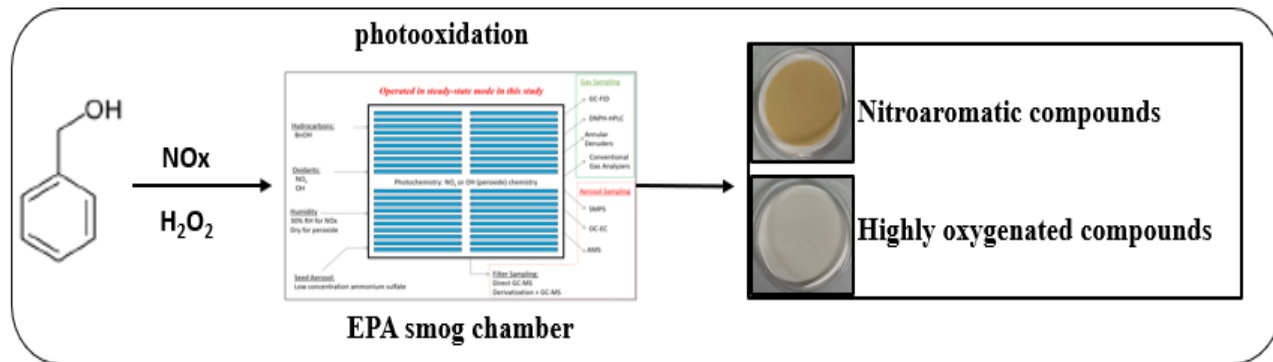 photooxidation
OH
NOx
H₂O₂
Operated in steady-state mode in this study
Hydrocarbons:
BnOH
Oxidants:
NOₓ
OH
Humidity
30% RH for NOx
Dry for peroxide
Seed Aerosol:
Low concentration ammonium sulfate
Photochemistry: NOₓ or OH (peroxide) chemistry
Gas Sampling
GC-FID
DNPH-HPLC
Annular
Denuders
Conventional
Gas Analyzers
Aerosol Sampling
SMPS
OC-EC
AMS
Filter Sampling:
Direct GC-MS
Derivatization + GC-MS
EPA smog chamber
Nitroaromatic compounds
Highly oxygenated compounds